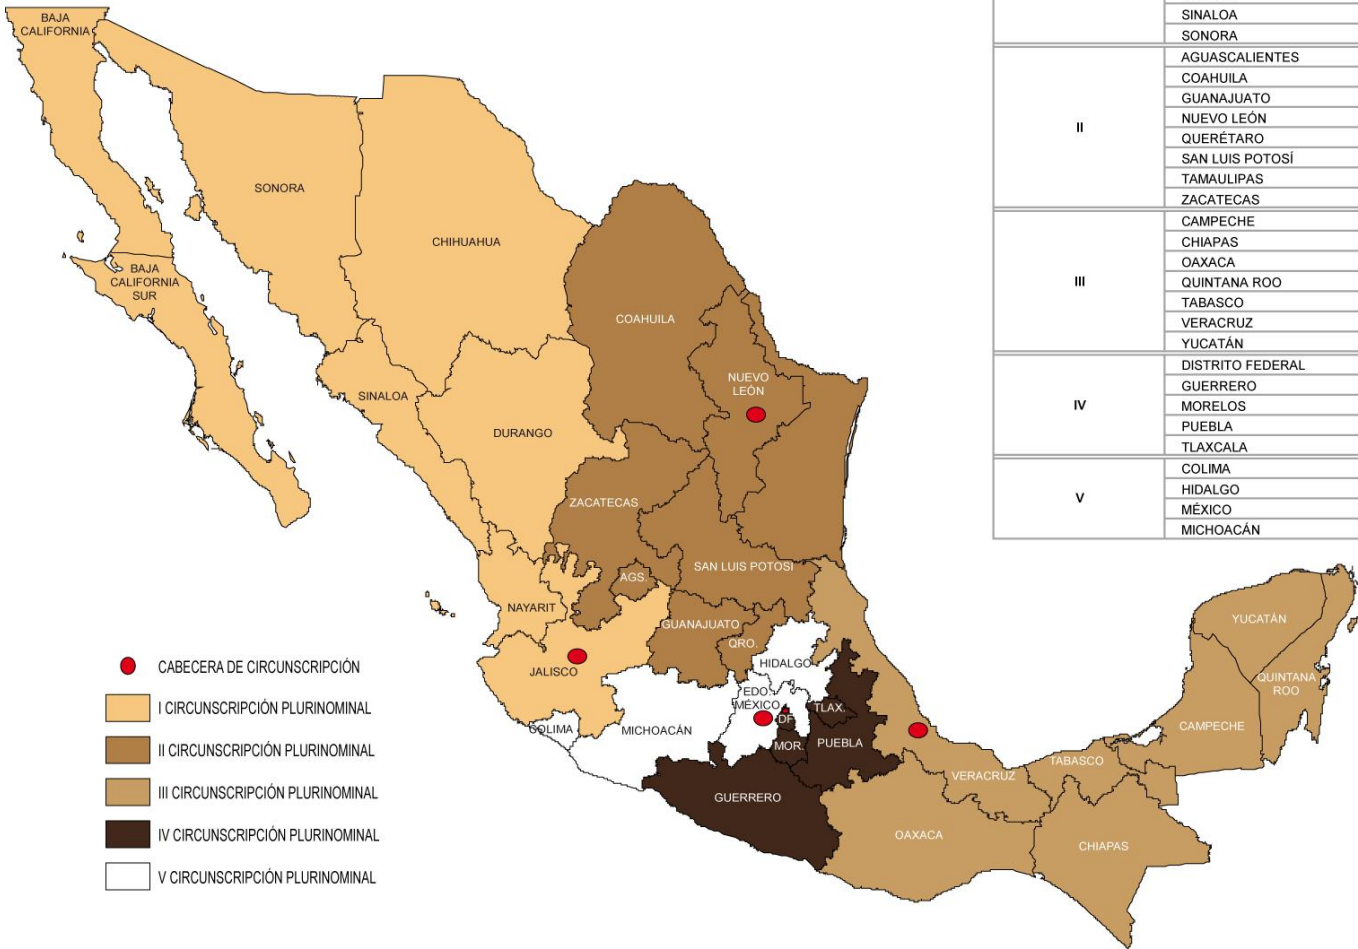 BAJA
CALIFORNIA
SONORA
CHIHUAHUA
BAJA
CALIFORNIA
SUR
COAHUILA
NUEVO
LEÓN
SINALOA
DURANGO
ZACATECAS
SAN LUIS POTOSÍ
AGS.
NAYARIT
GUANAJUATO
QRO.
HIDALGO
JALISCO
EDO.
MÉXICO
TLAX.
DF.
COLIMA
MICHOACÁN
MOR.
PUEBLA
GUERRERO
VERACRUZ
TABASCO
OAXACA
CHIAPAS
CAMPECHE
YUCATÁN
QUINTANA
ROO
CABECERA DE CIRCUNSCRIPCIÓN
I CIRCUNSCRIPCIÓN PLURINOMINAL
II CIRCUNSCRIPCIÓN PLURINOMINAL
III CIRCUNSCRIPCIÓN PLURINOMINAL
IV CIRCUNSCRIPCIÓN PLURINOMINAL
V CIRCUNSCRIPCIÓN PLURINOMINAL
SINALOA
SONORA
II
AGUASCALIENTES
COAHUILA
GUANAJUATO
NUEVO LEÓN
QUERÉTARO
SAN LUIS POTOSÍ
TAMAULIPAS
ZACATECAS
III
CAMPECHE
CHIAPAS
OAXACA
QUINTANA ROO
TABASCO
VERACRUZ
YUCATÁN
IV
DISTRITO FEDERAL
GUERRERO
MORELOS
PUEBLA
TLAXCALA
V
COLIMA
HIDALGO
MÉXICO
MICHOACÁN